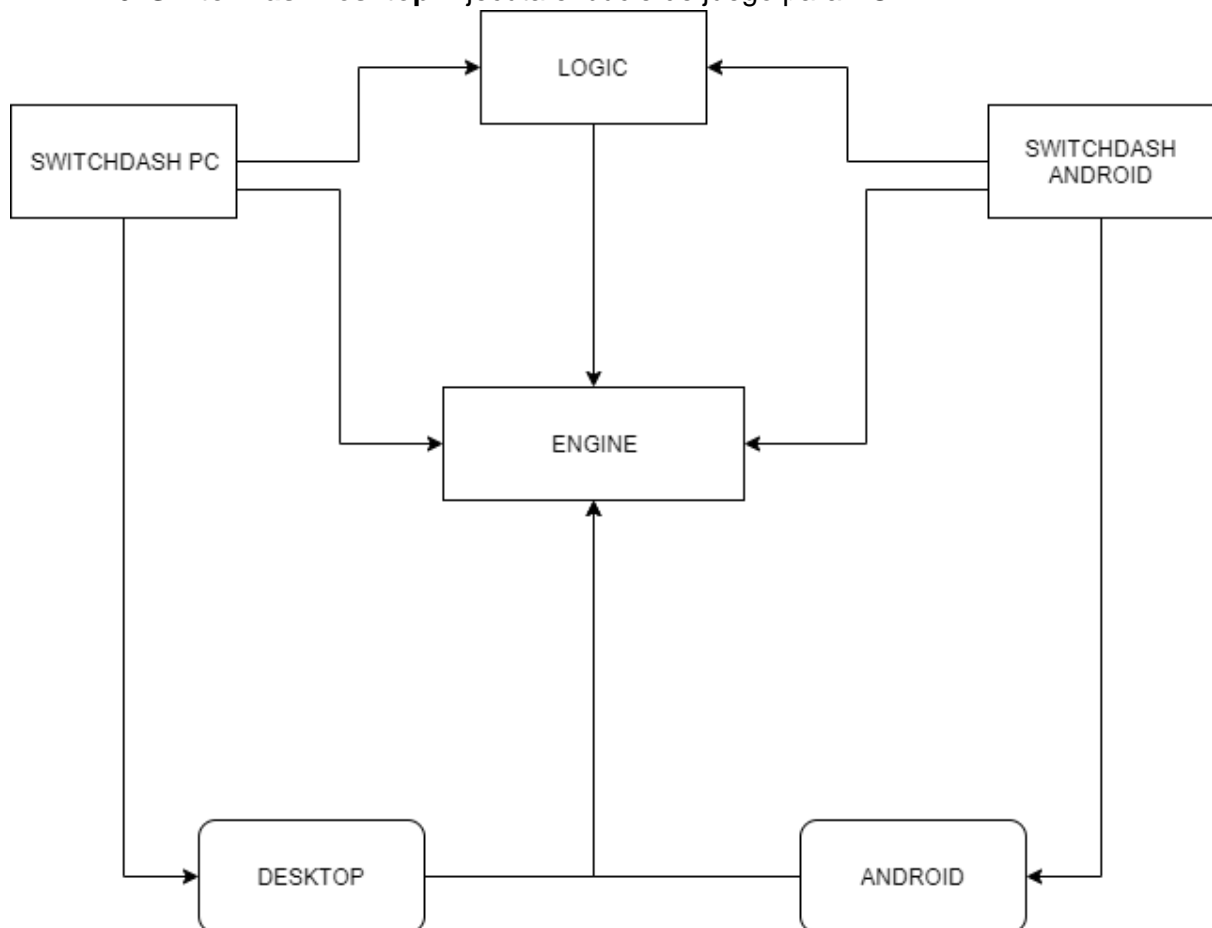 LOGIC
SWITCHDASH PC
SWITCHDASH
ANDROID
ENGINE
DESKTOP
ANDROID